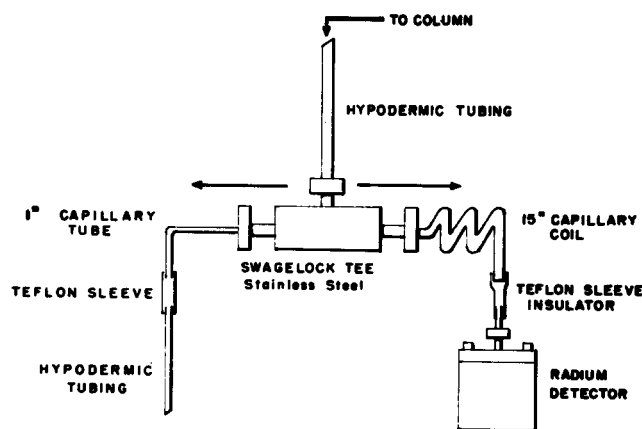 TO COLUMN
HYPODERMIC TUBING
1" CAPILLARY
TUBE
15" CAPILLARY
COIL
SWAGELOCK TEE
Stainless Steel
TEFLON SLEEVE
TEFLON SLEEVE
INSULATOR
HYPODERMIC
TUBING
RADIUM
DETECTOR